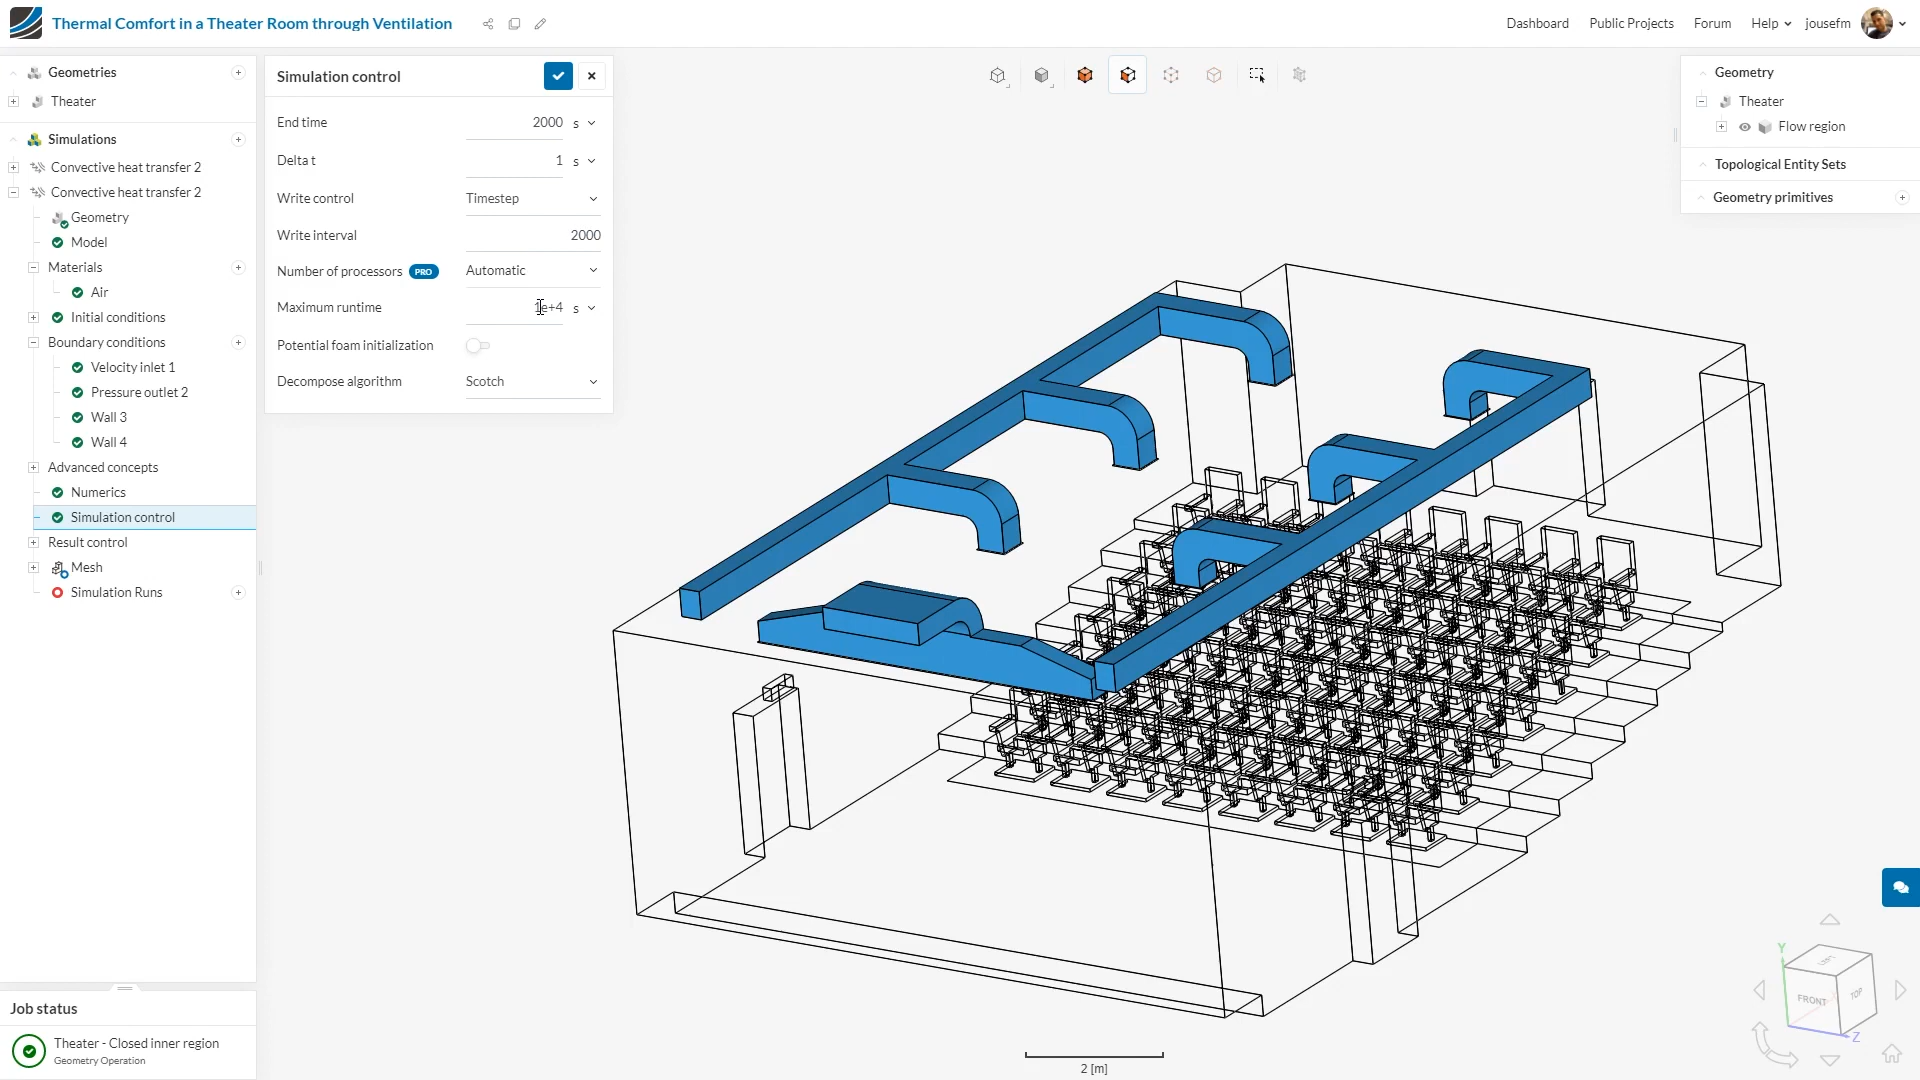 Thermal Comfort in a Theater Room through Ventilation
Dashboard
Public Projects
Forum
Help
jousefm
Geometries
Theater
Simulations
Convective heat transfer 2
Convective heat transfer 2
Geometry
Model
Materials
Air
Initial conditions
Boundary conditions
Velocity inlet 1
Pressure outlet 2
Wall 3
Wall 4
Advanced concepts
Numerics
Simulation control
Result control
Mesh
Simulation Runs
Job status
Theater - Closed inner region
Geometry Operation
Simulation control
End time 2000 s
Delta t 1 s
Write control Timestep
Write interval 2000
Number of processors PRO Automatic
Maximum runtime 1e+4 s
Potential foam initialization
Decompose algorithm Scotch
Geometry
Theater
Flow region
Topological Entity Sets
Geometry primitives
2 [m]
Y
LEFT
FRONT
TOP
Z